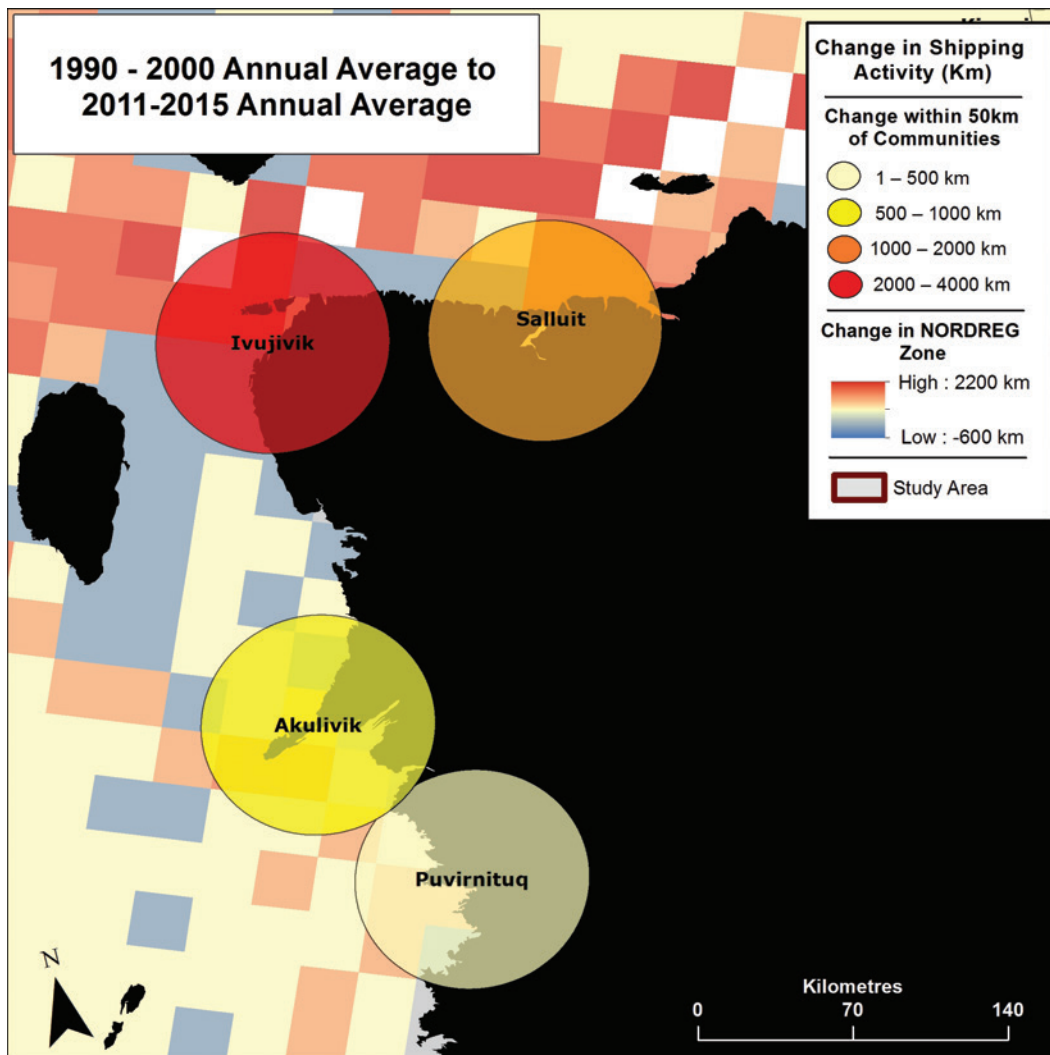 1990 - 2000 Annual Average to
2011-2015 Annual Average
Change in Shipping
Activity (Km)
Change within 50km
of Communities
1 – 500 km
500 – 1000 km
1000 – 2000 km
2000 – 4000 km
Change in NORDREG
Zone
High : 2200 km
Low : -600 km
Study Area
Ivujivik
Salluit
Akulivik
Puvirnituq
N
Kilometres
0 70 140